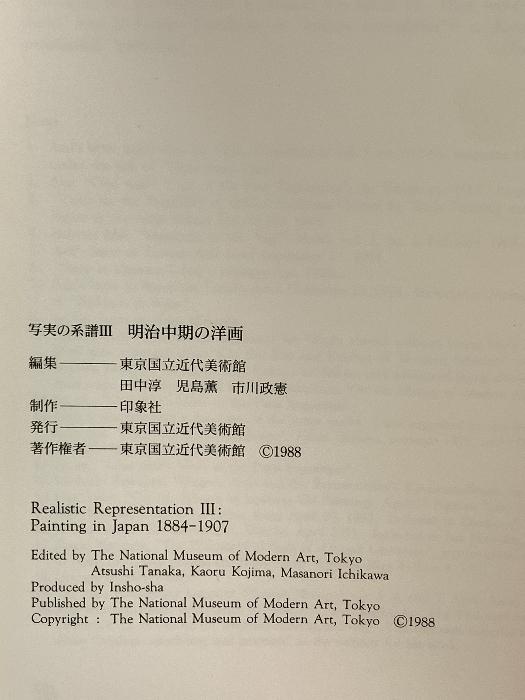 写実の系譜III　明治中期の洋画
編集————東京国立近代美術館
田中淳　児島薫　市川政憲
制作————印象社
発行————東京国立近代美術館
著作権者——東京国立近代美術館　©1988
Realistic Representation III:
Painting in Japan 1884-1907
Edited by The National Museum of Modern Art, Tokyo
Atsushi Tanaka, Kaoru Kojima, Masanori Ichikawa
Produced by Insho-sha
Published by The National Museum of Modern Art, Tokyo
Copyright : The National Museum of Modern Art, Tokyo ©1988